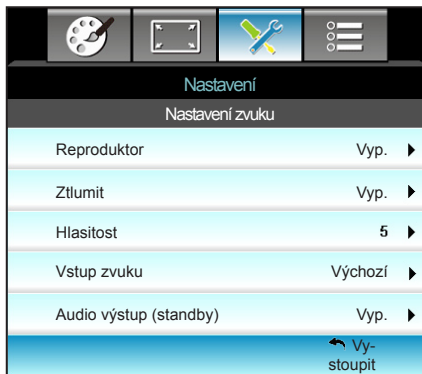 Nastavení
Nastavení zvuku
Reproduktor Vyp.
Ztlumit Vyp.
Hlasitost 5
Vstup zvuku Výchozí
Audio výstup (standby) Vyp.
Vy-
stoupit